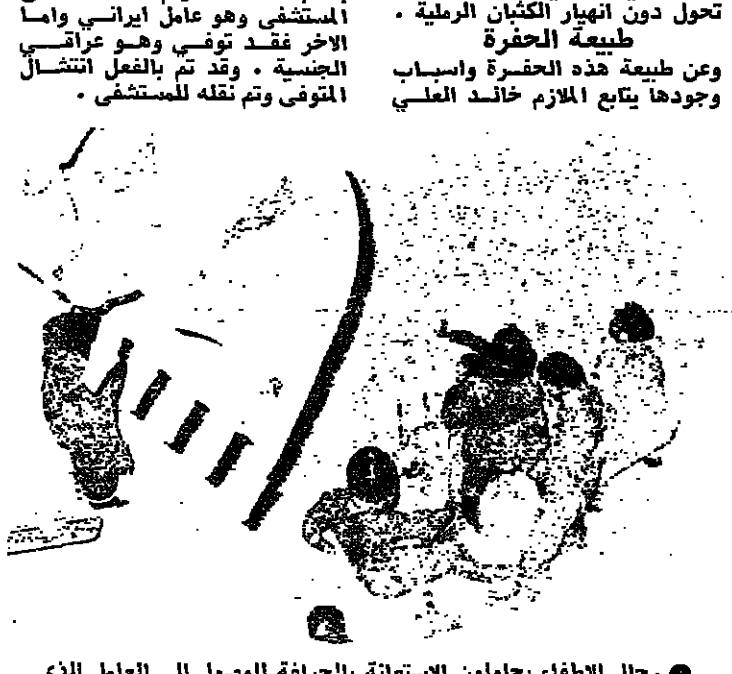 تحول دون انهيار الكثبان الرملية .
طبيعة الحفرة
وعن طبيعة هذه الحفرة واسباب
وجودها يتابع الملازم خالد العلي
المستشفى وهو عامل ايراني واما
الاخر فقد توفي وهو عراقي
الجنسية . وقد تم بالفعل انتشال
المتوفى وتم نقله للمستشفى .
● رجال الاطفاء يحاولون الاستعانة بالجرافة للوصول الى العامل الذي